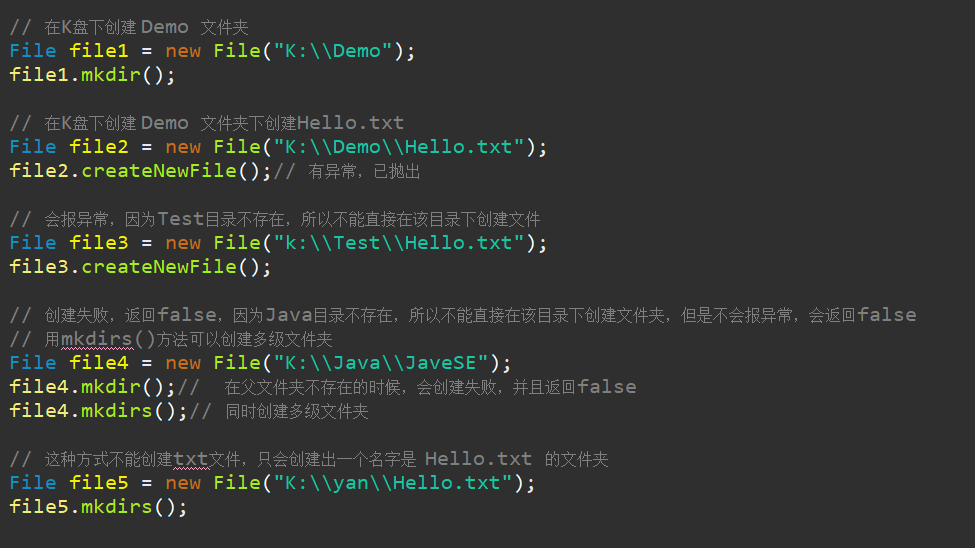 // 在K盘下创建 Demo 文件夹
File file1 = new File("K:\\Demo");
file1.mkdir();
// 在K盘下创建 Demo 文件夹下创建Hello.txt
File file2 = new File("K:\\Demo\\Hello.txt");
file2.createNewFile();// 有异常，已抛出
// 会报异常，因为Test目录不存在，所以不能直接在该目录下创建文件
File file3 = new File("k:\\Test\\Hello.txt");
file3.createNewFile();
// 创建失败，返回false，因为Java目录不存在，所以不能直接在该目录下创建文件夹，但是不会报异常，会返回false
// 用mkdirs()方法可以创建多级文件夹
File file4 = new File("K:\\Java\\JaveSE");
file4.mkdir();// 在父文件夹不存在的时候，会创建失败，并且返回false
file4.mkdirs();// 同时创建多级文件夹
// 这种方式不能创建txt文件，只会创建出一个名字是 Hello.txt 的文件夹
File file5 = new File("K:\\yan\\Hello.txt");
file5.mkdirs();